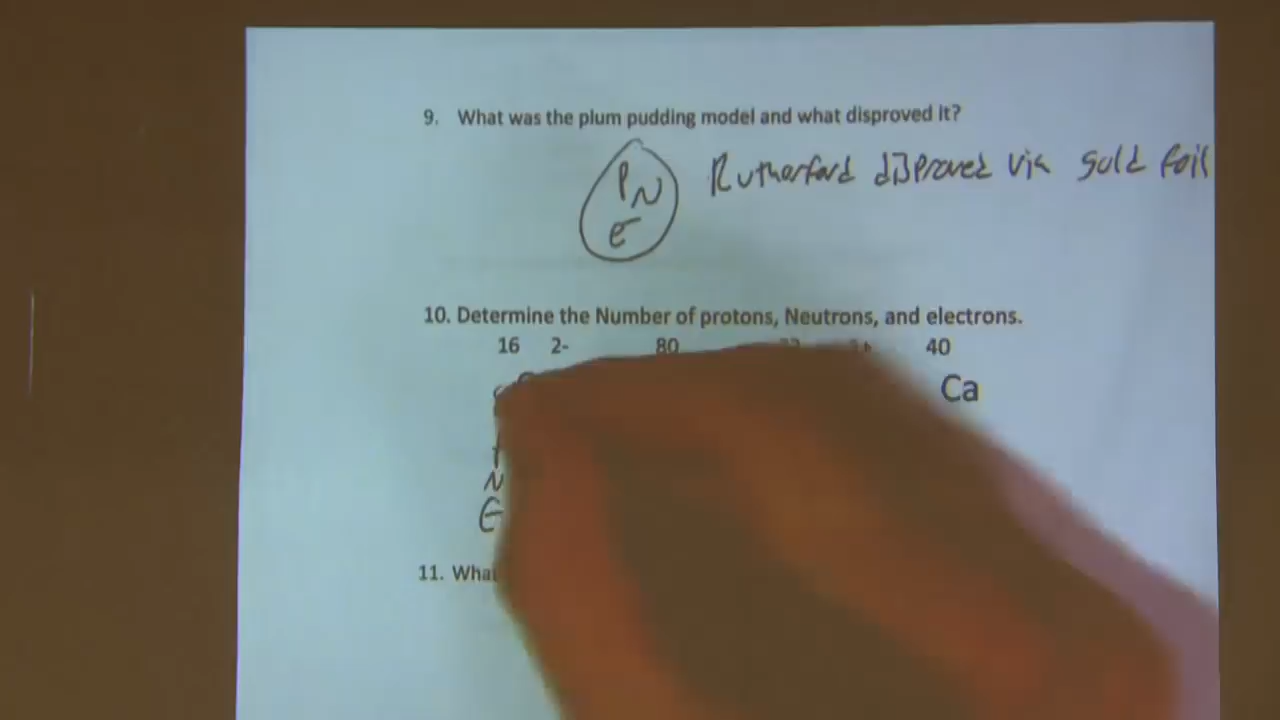 9. What was the plum pudding model and what disproved it?
PN Rutherford disproved via gold foil
e-
10. Determine the Number of protons, Neutrons, and electrons.
16 2- 80 40
Ca
N
E
11. What